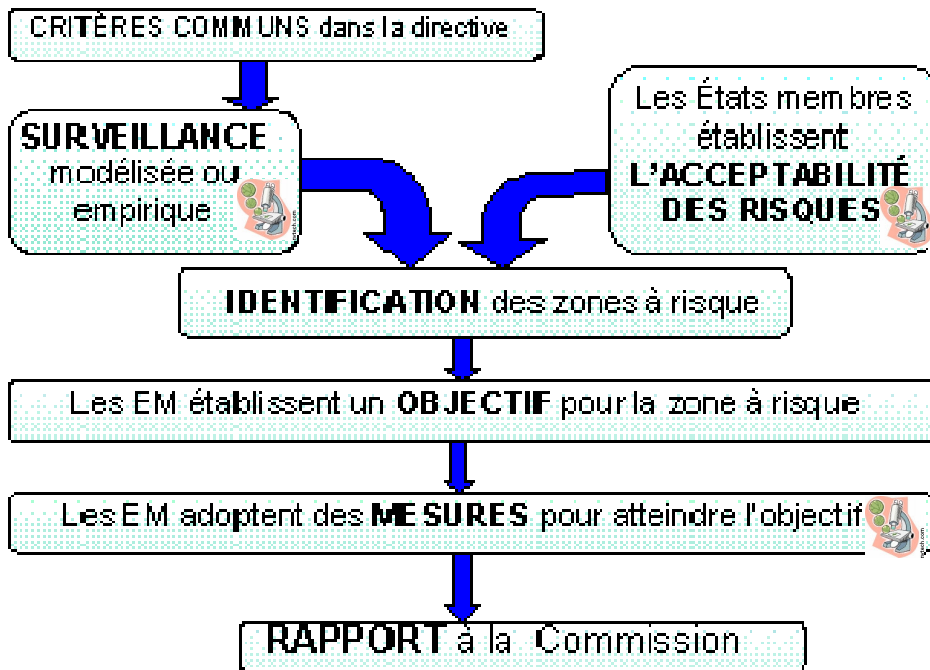 CRITÈRES COMMUNS dans la directive
SURVEILLANCE
modélisée ou
empirique
Les États membres
établissent
L'ACCEPTABILITÉ
DES RISQUES
IDENTIFICATION des zones à risque
Les EM établissent un OBJECTIF pour la zone à risque
Les EM adoptent des MESURES pour atteindre l'objectif
RAPPORT à la Commission